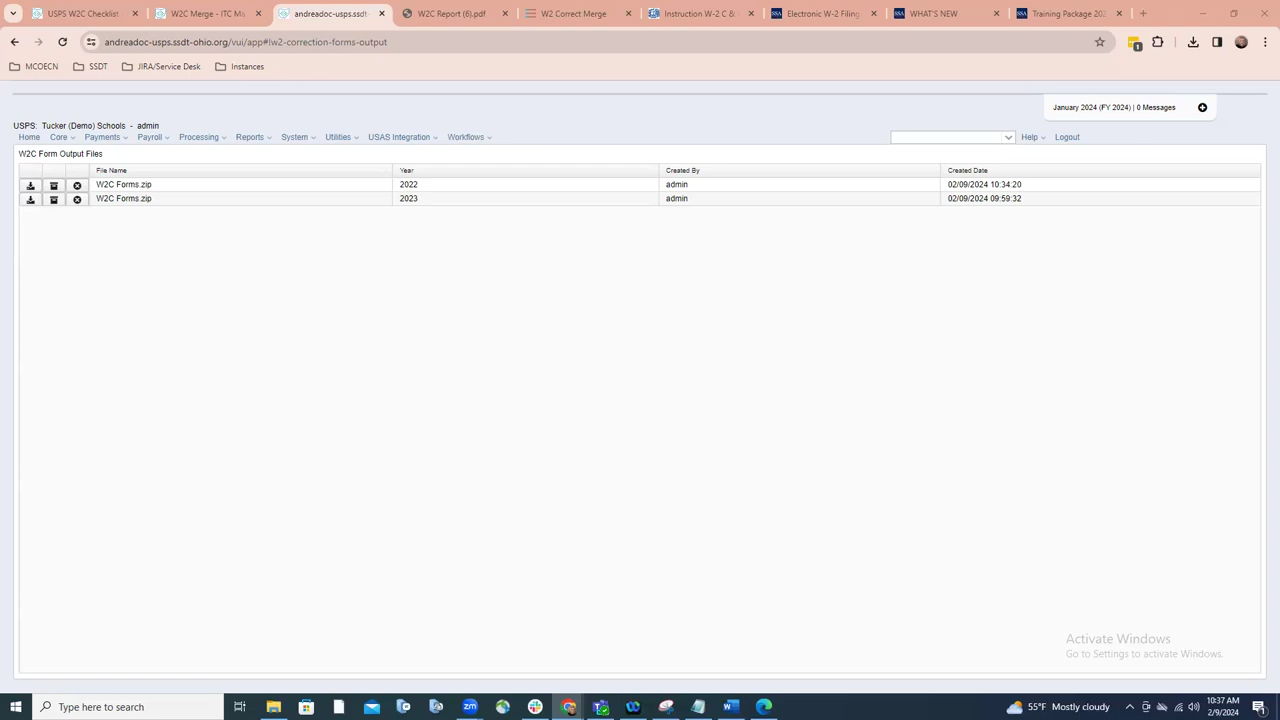 USPS W2C Checklist
W2C Merge - ITC Ma
andreadoc-usps.ssdt-
W2C Report (6).pdf
W2 Correct Merge
Instruction W-2 C & (
Electronic W-2 Filing
WHAT'S NEW
Training Package 202
andreadoc-usps.ssdt-ohio.org/vui/app#!w2-correction-forms-output
1
MCOECN
SSDT
JIRA/Service Desk
Instances
January 2024 (FY 2024) | 0 Messages
USPS: Tucker (Demo) Schools - admin
Home Core Payments Payroll Processing Reports System Utilities USAS Integration Workflows Help Logout
W2C Form Output Files
File Name Year Created By Created Date
W2C Forms.zip 2022 admin 02/09/2024 10:34:20
W2C Forms.zip 2023 admin 02/09/2024 09:59:32
Activate Windows
Go to Settings to activate Windows.
Type here to search
55°F Mostly cloudy
10:37 AM
2/9/2024
1